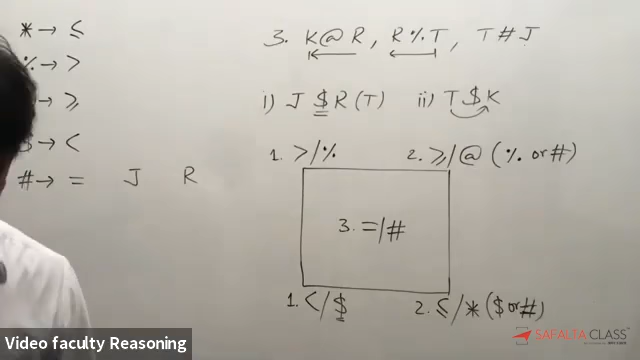 * → ≤
% → >
→ ≥
$ → <
# → =
J R
3. K@R, R%T, T#J
i) J $ R (T) ii) T $ K
1. >/% 2. ≥/@ (% or #)
3. =/#
1. </$ 2. ≤/* ($ or #)
SAFALTA CLASS
Video faculty Reasoning